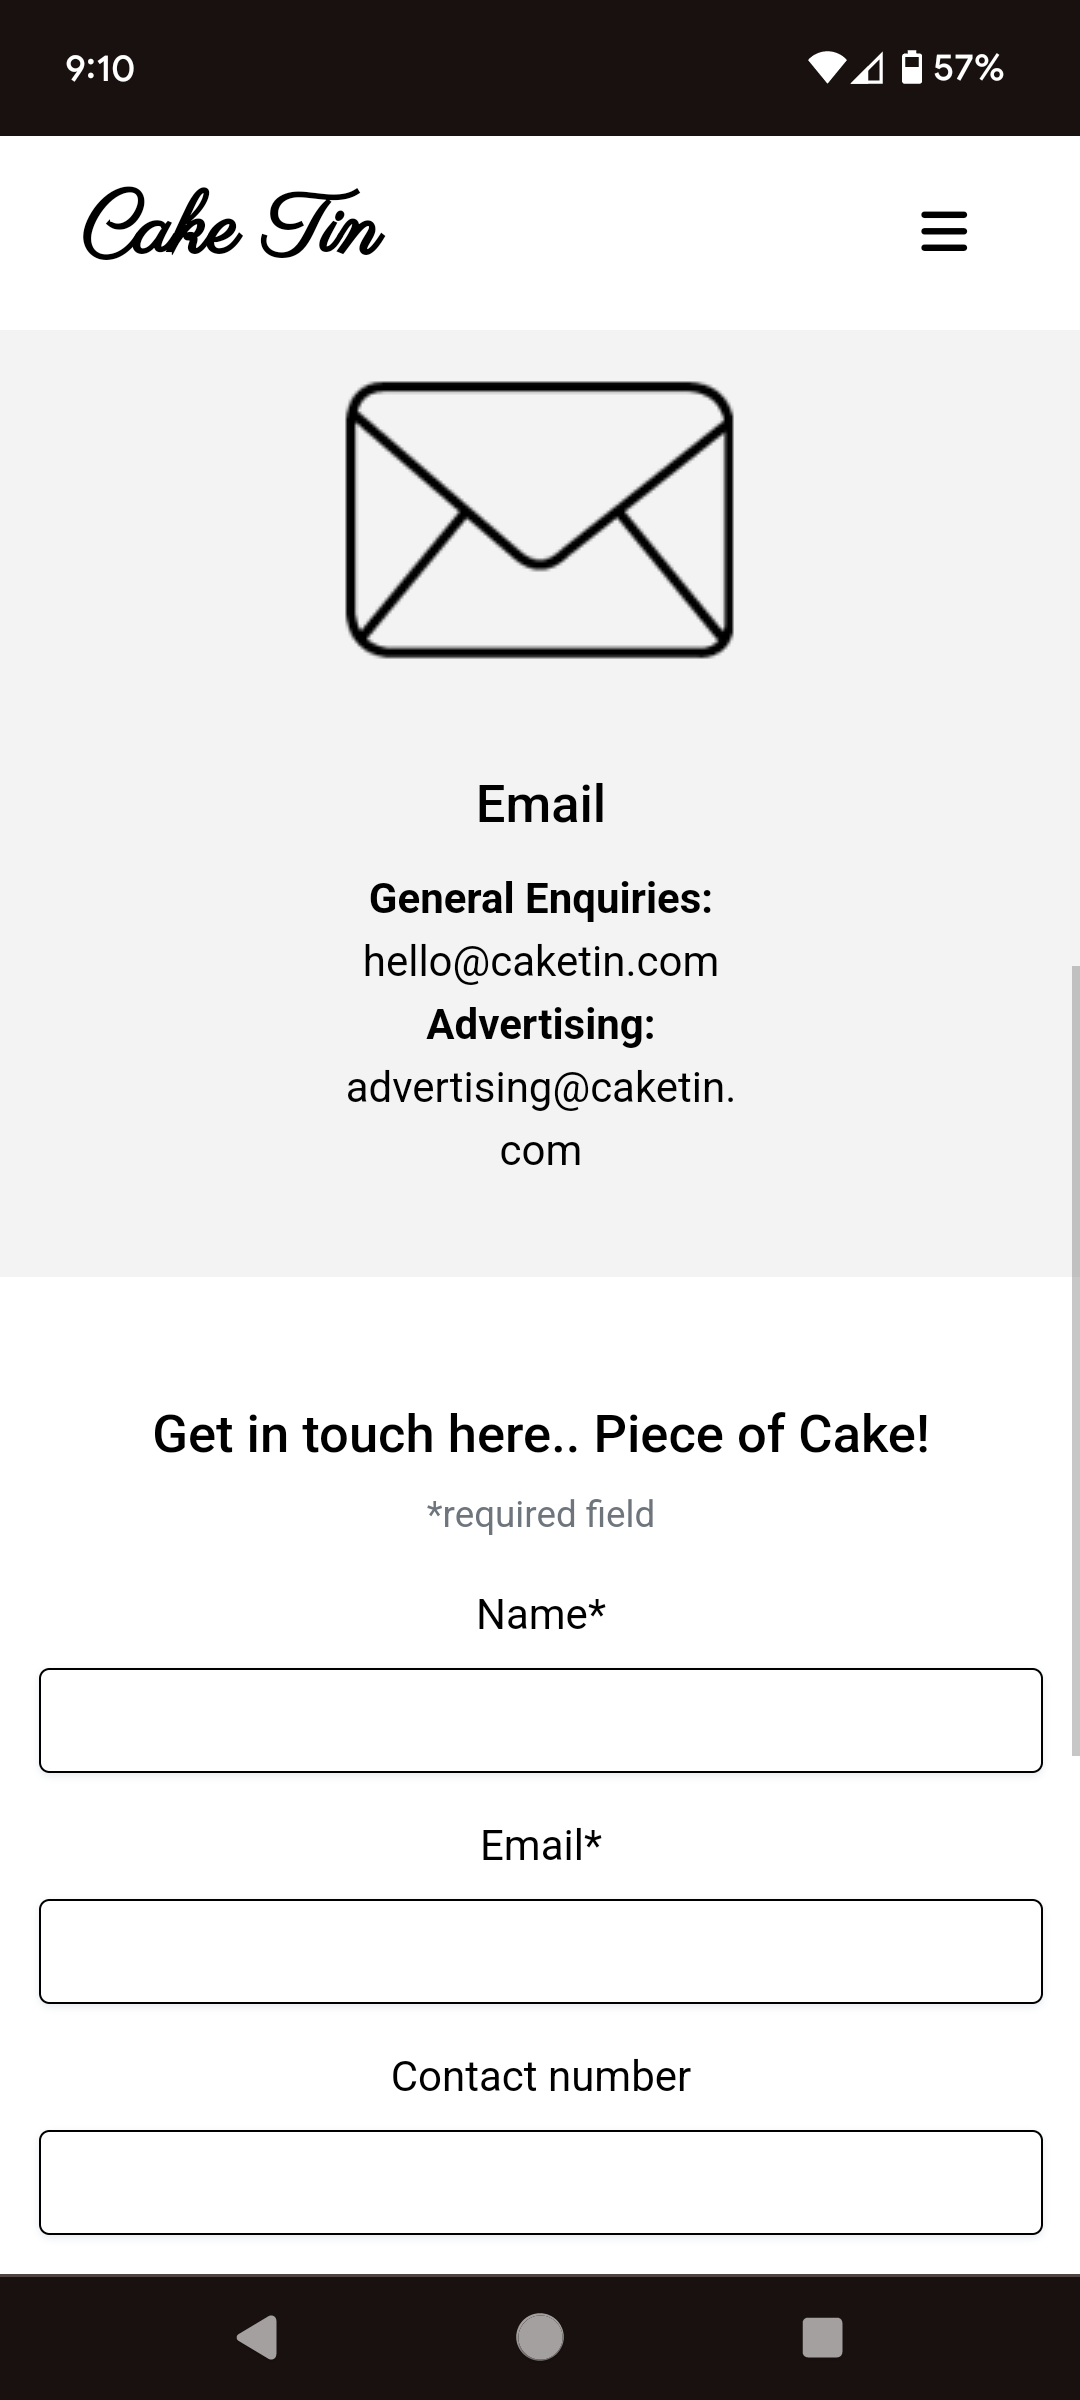 9:10
57%
Cake Tin
Email
General Enquiries:
hello@caketin.com
Advertising:
advertising@caketin.
com
Get in touch here.. Piece of Cake!
*required field
Name*
Email*
Contact number